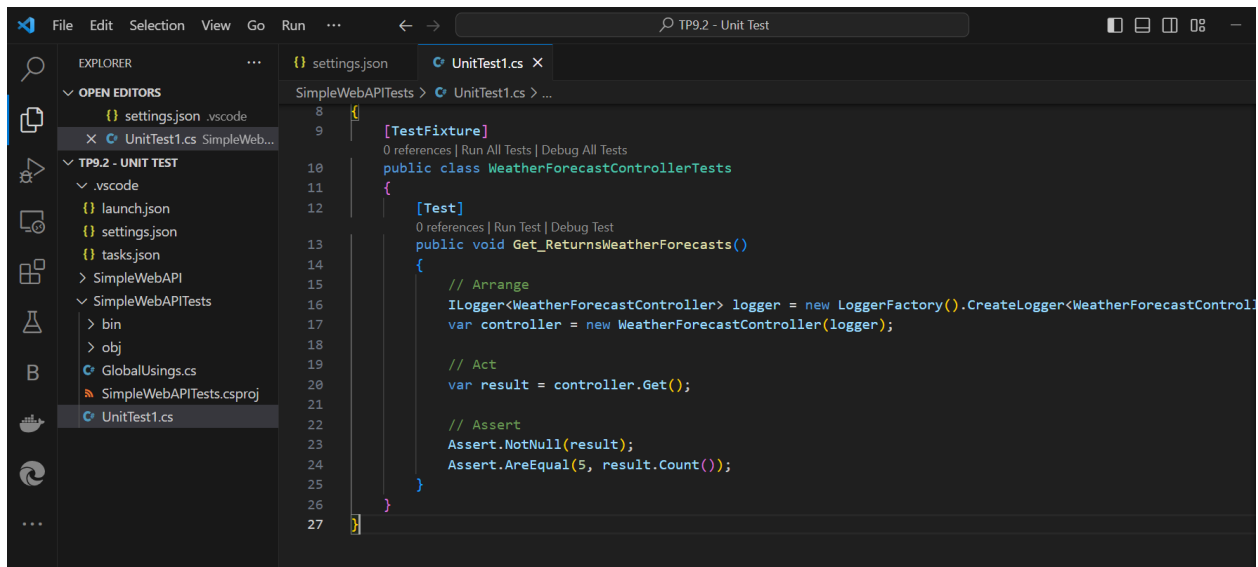 File Edit Selection View Go Run ··· ← → TP9.2 - Unit Test
EXPLORER ···
OPEN EDITORS
{} settings.json .vscode
UnitTest1.cs SimpleWeb...
TP9.2 - UNIT TEST
.vscode
{} launch.json
{} settings.json
{} tasks.json
> SimpleWebAPI
SimpleWebAPITests
> bin
> obj
GlobalUsings.cs
SimpleWebAPITests.csproj
UnitTest1.cs
B
{} settings.json UnitTest1.cs
SimpleWebAPITests > UnitTest1.cs > ...
8 {
9 [TestFixture]
0 references | Run All Tests | Debug All Tests
10 public class WeatherForecastControllerTests
11 {
12 [Test]
0 references | Run Test | Debug Test
13 public void Get_ReturnsWeatherForecasts()
14 {
15 // Arrange
16 ILogger<WeatherForecastController> logger = new LoggerFactory().CreateLogger<WeatherForecastControl
17 var controller = new WeatherForecastController(logger);
18
19 // Act
20 var result = controller.Get();
21
22 // Assert
23 Assert.NotNull(result);
24 Assert.AreEqual(5, result.Count());
25 }
26 }
27 }